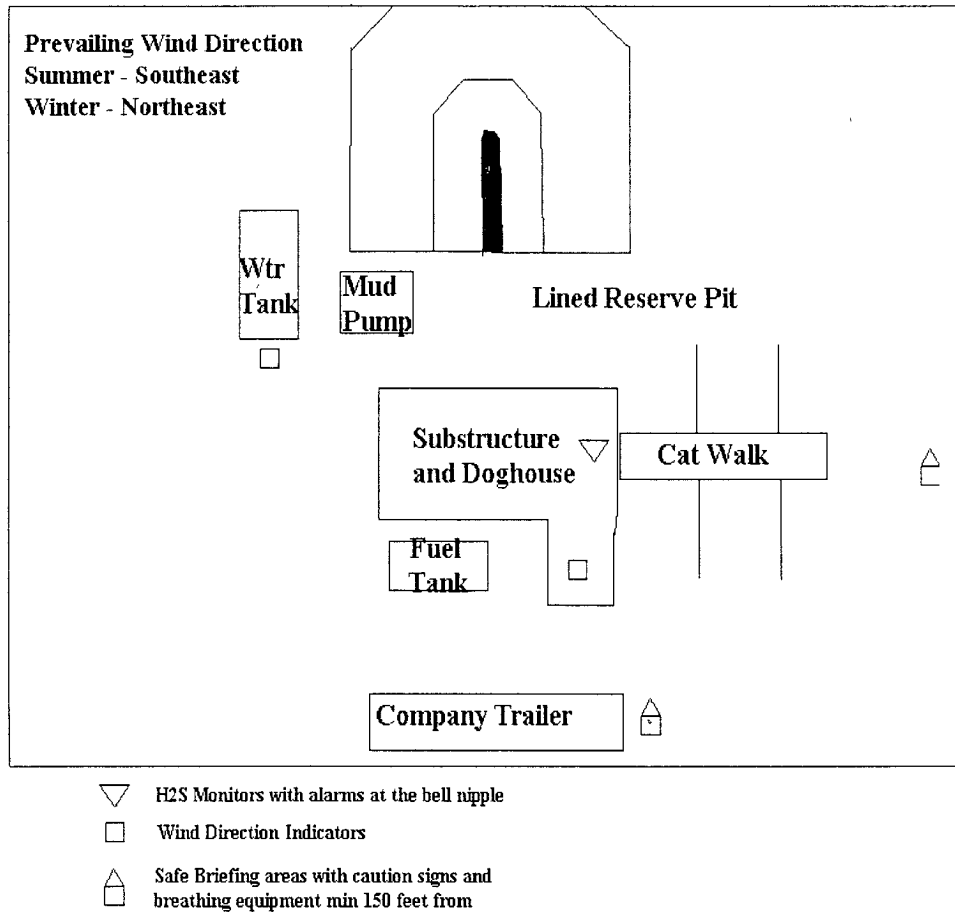 Prevailing Wind Direction
Summer - Southeast
Winter - Northeast
Wtr
Tank
Mud
Pump
Lined Reserve Pit
Substructure
and Doghouse
Cat Walk
Fuel
Tank
Company Trailer
H2S Monitors with alarms at the bell nipple
Wind Direction Indicators
Safe Briefing areas with caution signs and
breathing equipment min 150 feet from